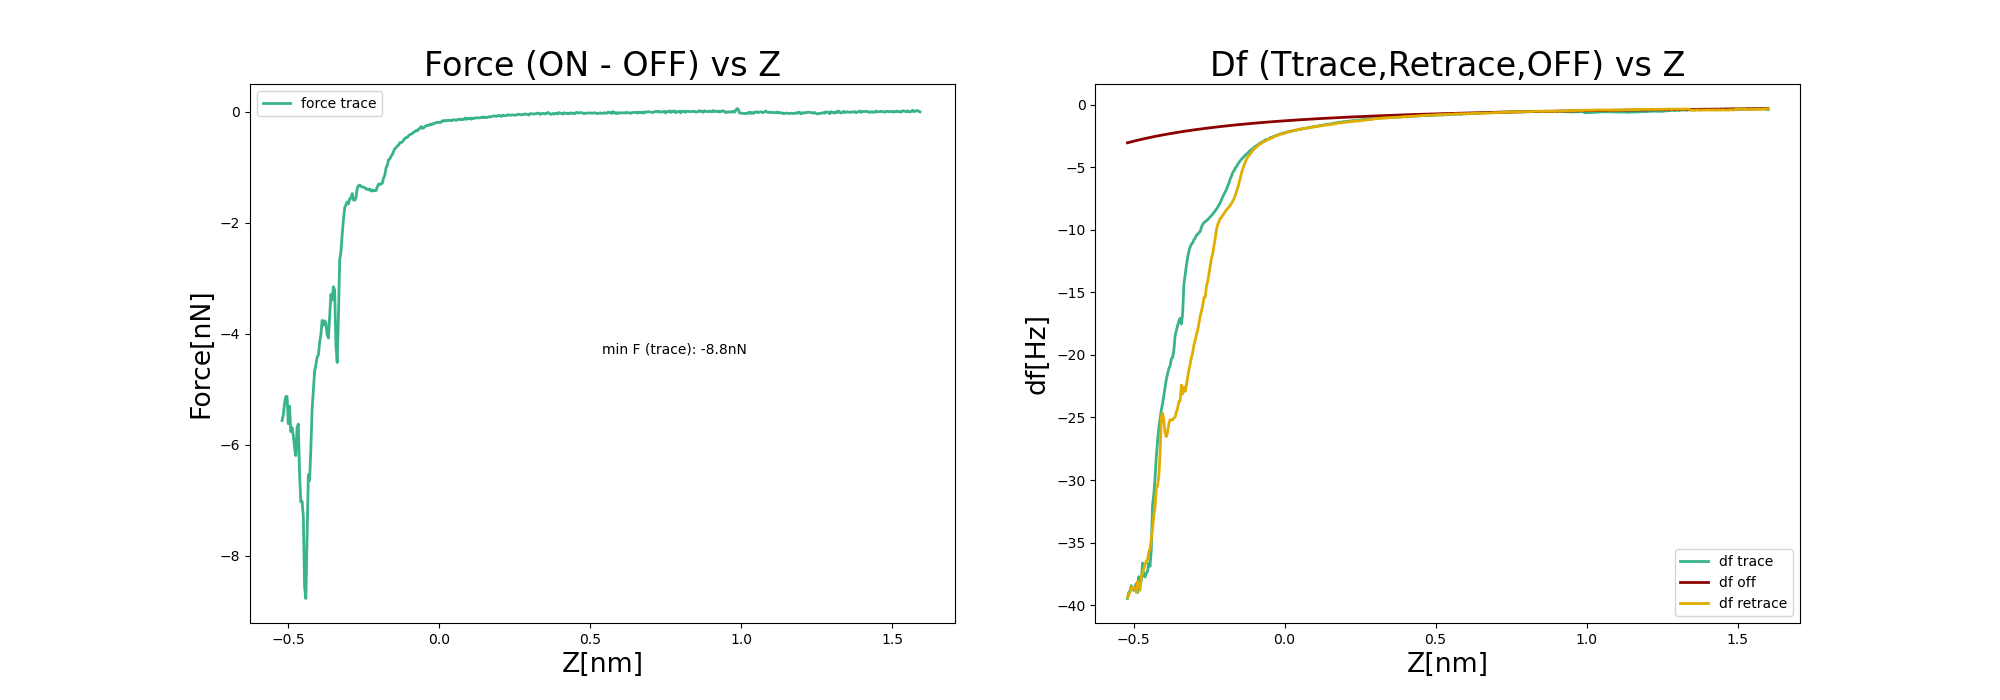 Force (ON - OFF) vs Z
force trace
0
−2
−4
−6
−8
Force[nN]
min F (trace): -8.8nN
−0.5
0.0
0.5
1.0
1.5
Z[nm]
Df (Ttrace,Retrace,OFF) vs Z
0
−5
−10
−15
−20
−25
−30
−35
−40
df[Hz]
df trace
df off
df retrace
−0.5
0.0
0.5
1.0
1.5
Z[nm]